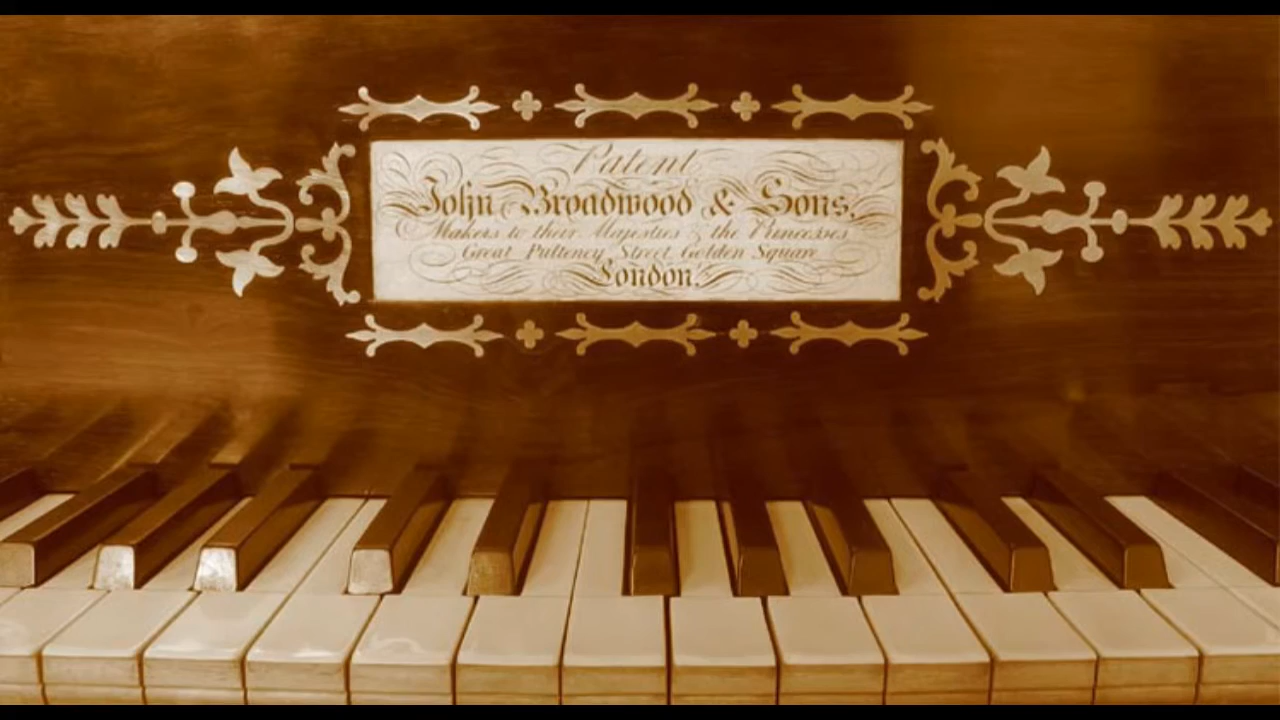 Patent
John Broadwood & Sons,
Makers to their Majesties & the Princesses
Great Pulteney Street Golden Square
London.